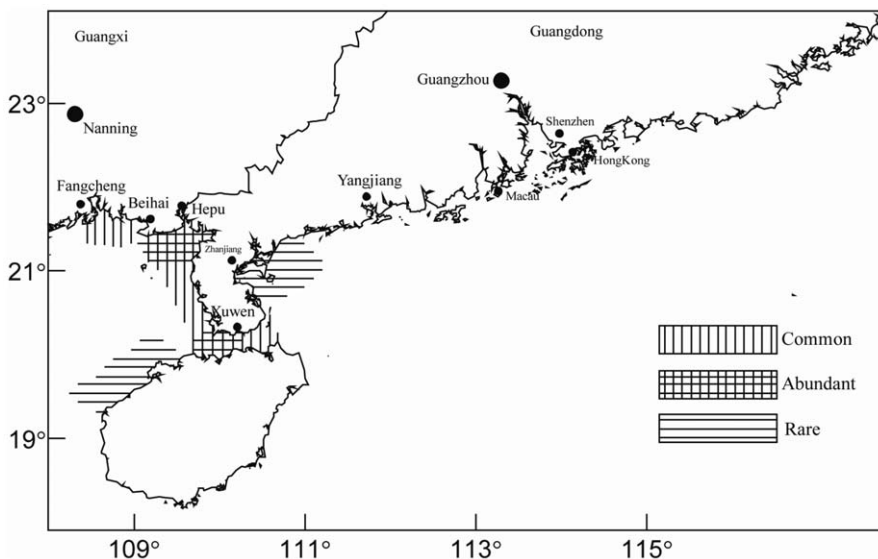 Guangxi
Guangdong
Guangzhou
23°
Nanning
Shenzhen
HongKong
Fangcheng
Beihai
Hepu
Yangjiang
Macau
Zhanjiang
21°
Xuwen
Common
Abundant
Rare
19°
109°
111°
113°
115°